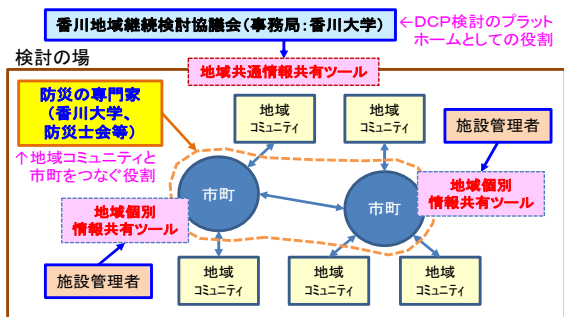 香川地域継続検討協議会（事務局：香川大学）
←DCP検討のプラット
ホームとしての役割
検討の場
地域共通情報共有ツール
防災の専門家
（香川大学、
防災士会等）
↑地域コミュニティと
市町をつなぐ役割
地域
コミュニティ
地域
コミュニティ
施設管理者
市町
市町
地域個別
情報共有ツール
地域個別
情報共有ツール
施設管理者
地域
コミュニティ
地域
コミュニティ
地域
コミュニティ